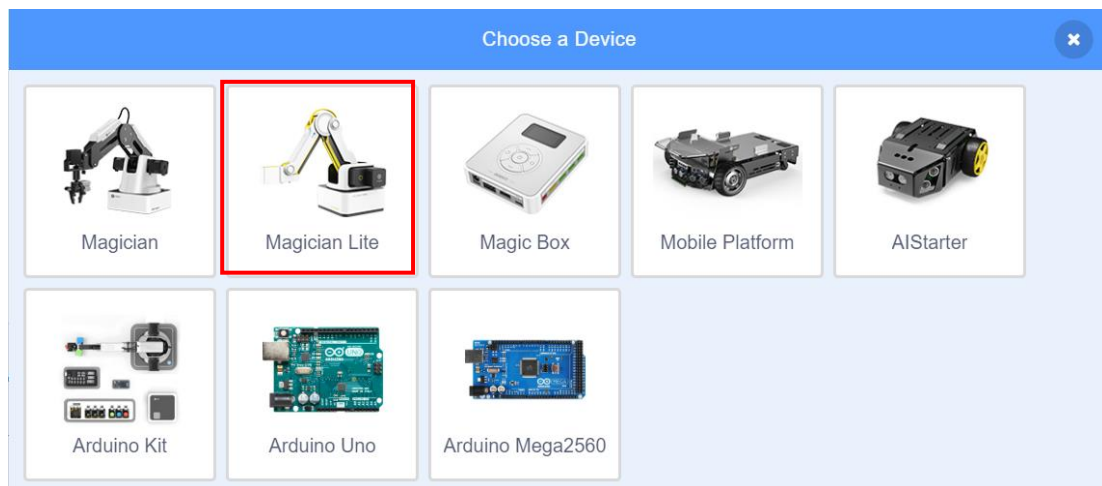 Choose a Device
Magician
Magician Lite
Magic Box
Mobile Platform
AIStarter
Arduino Kit
Arduino Uno
Arduino Mega2560